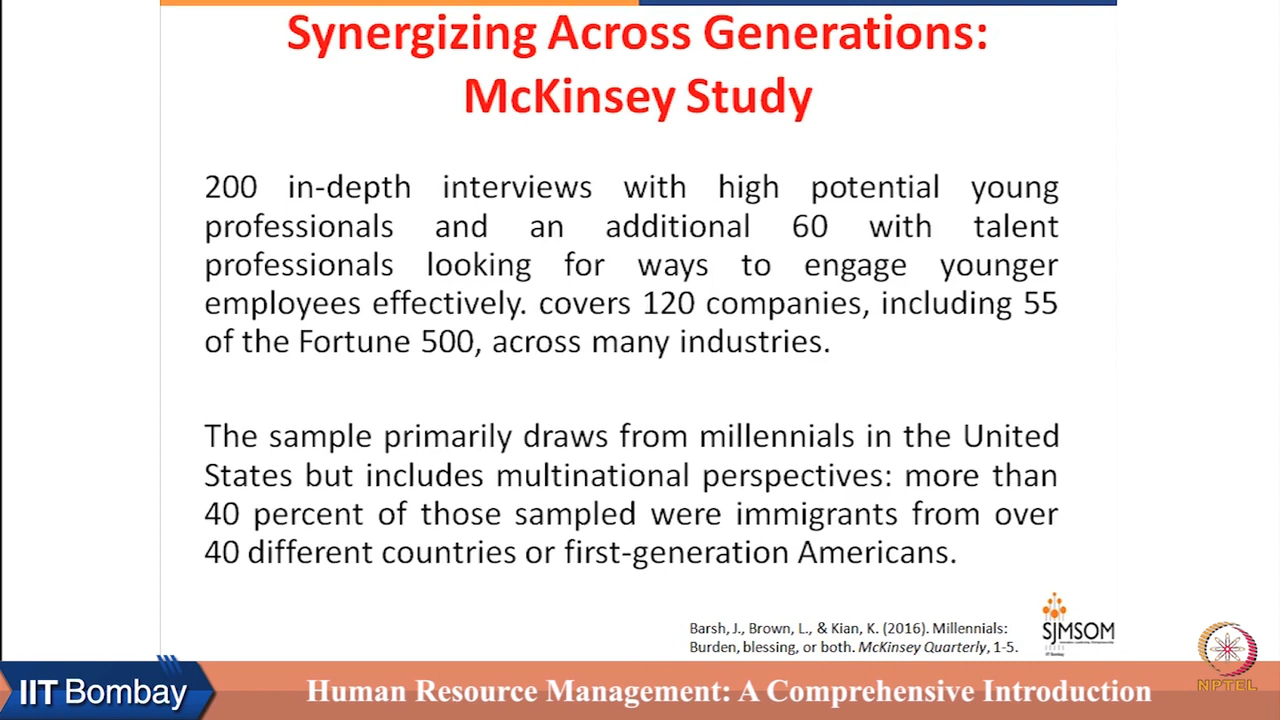 Synergizing Across Generations:
McKinsey Study
200 in-depth interviews with high potential young
professionals and an additional 60 with talent
professionals looking for ways to engage younger
employees effectively. covers 120 companies, including 55
of the Fortune 500, across many industries.
The sample primarily draws from millennials in the United
States but includes multinational perspectives: more than
40 percent of those sampled were immigrants from over
40 different countries or first-generation Americans.
Barsh, J., Brown, L., & Kian, K. (2016). Millennials:
Burden, blessing, or both. McKinsey Quarterly, 1-5.
SJMSOM
IIT Bombay
IIT Bombay
Human Resource Management: A Comprehensive Introduction
NPTEL